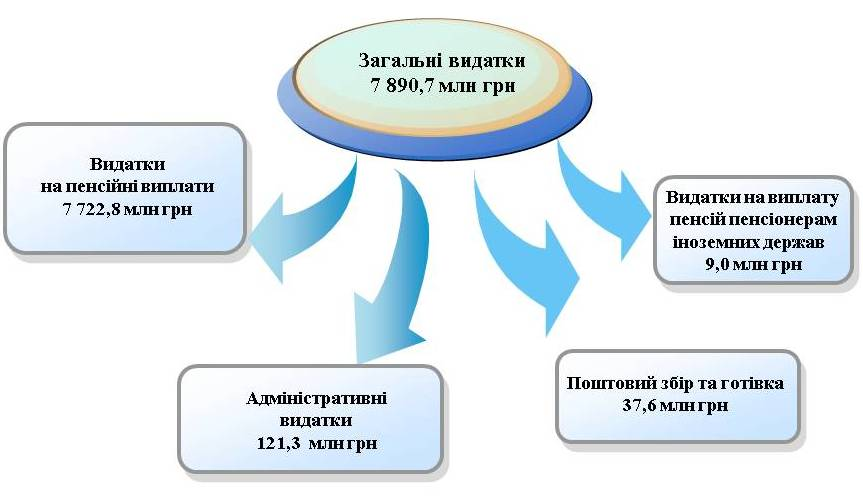 Загальні видатки
7 890,7 млн грн
Видатки
на пенсійні виплати
7 722,8 млн грн
Видатки на виплату
пенсій пенсіонерам
іноземних держав
9,0 млн грн
Адміністративні
видатки
121,3 млн грн
Поштовий збір та готівка
37,6 млн грн